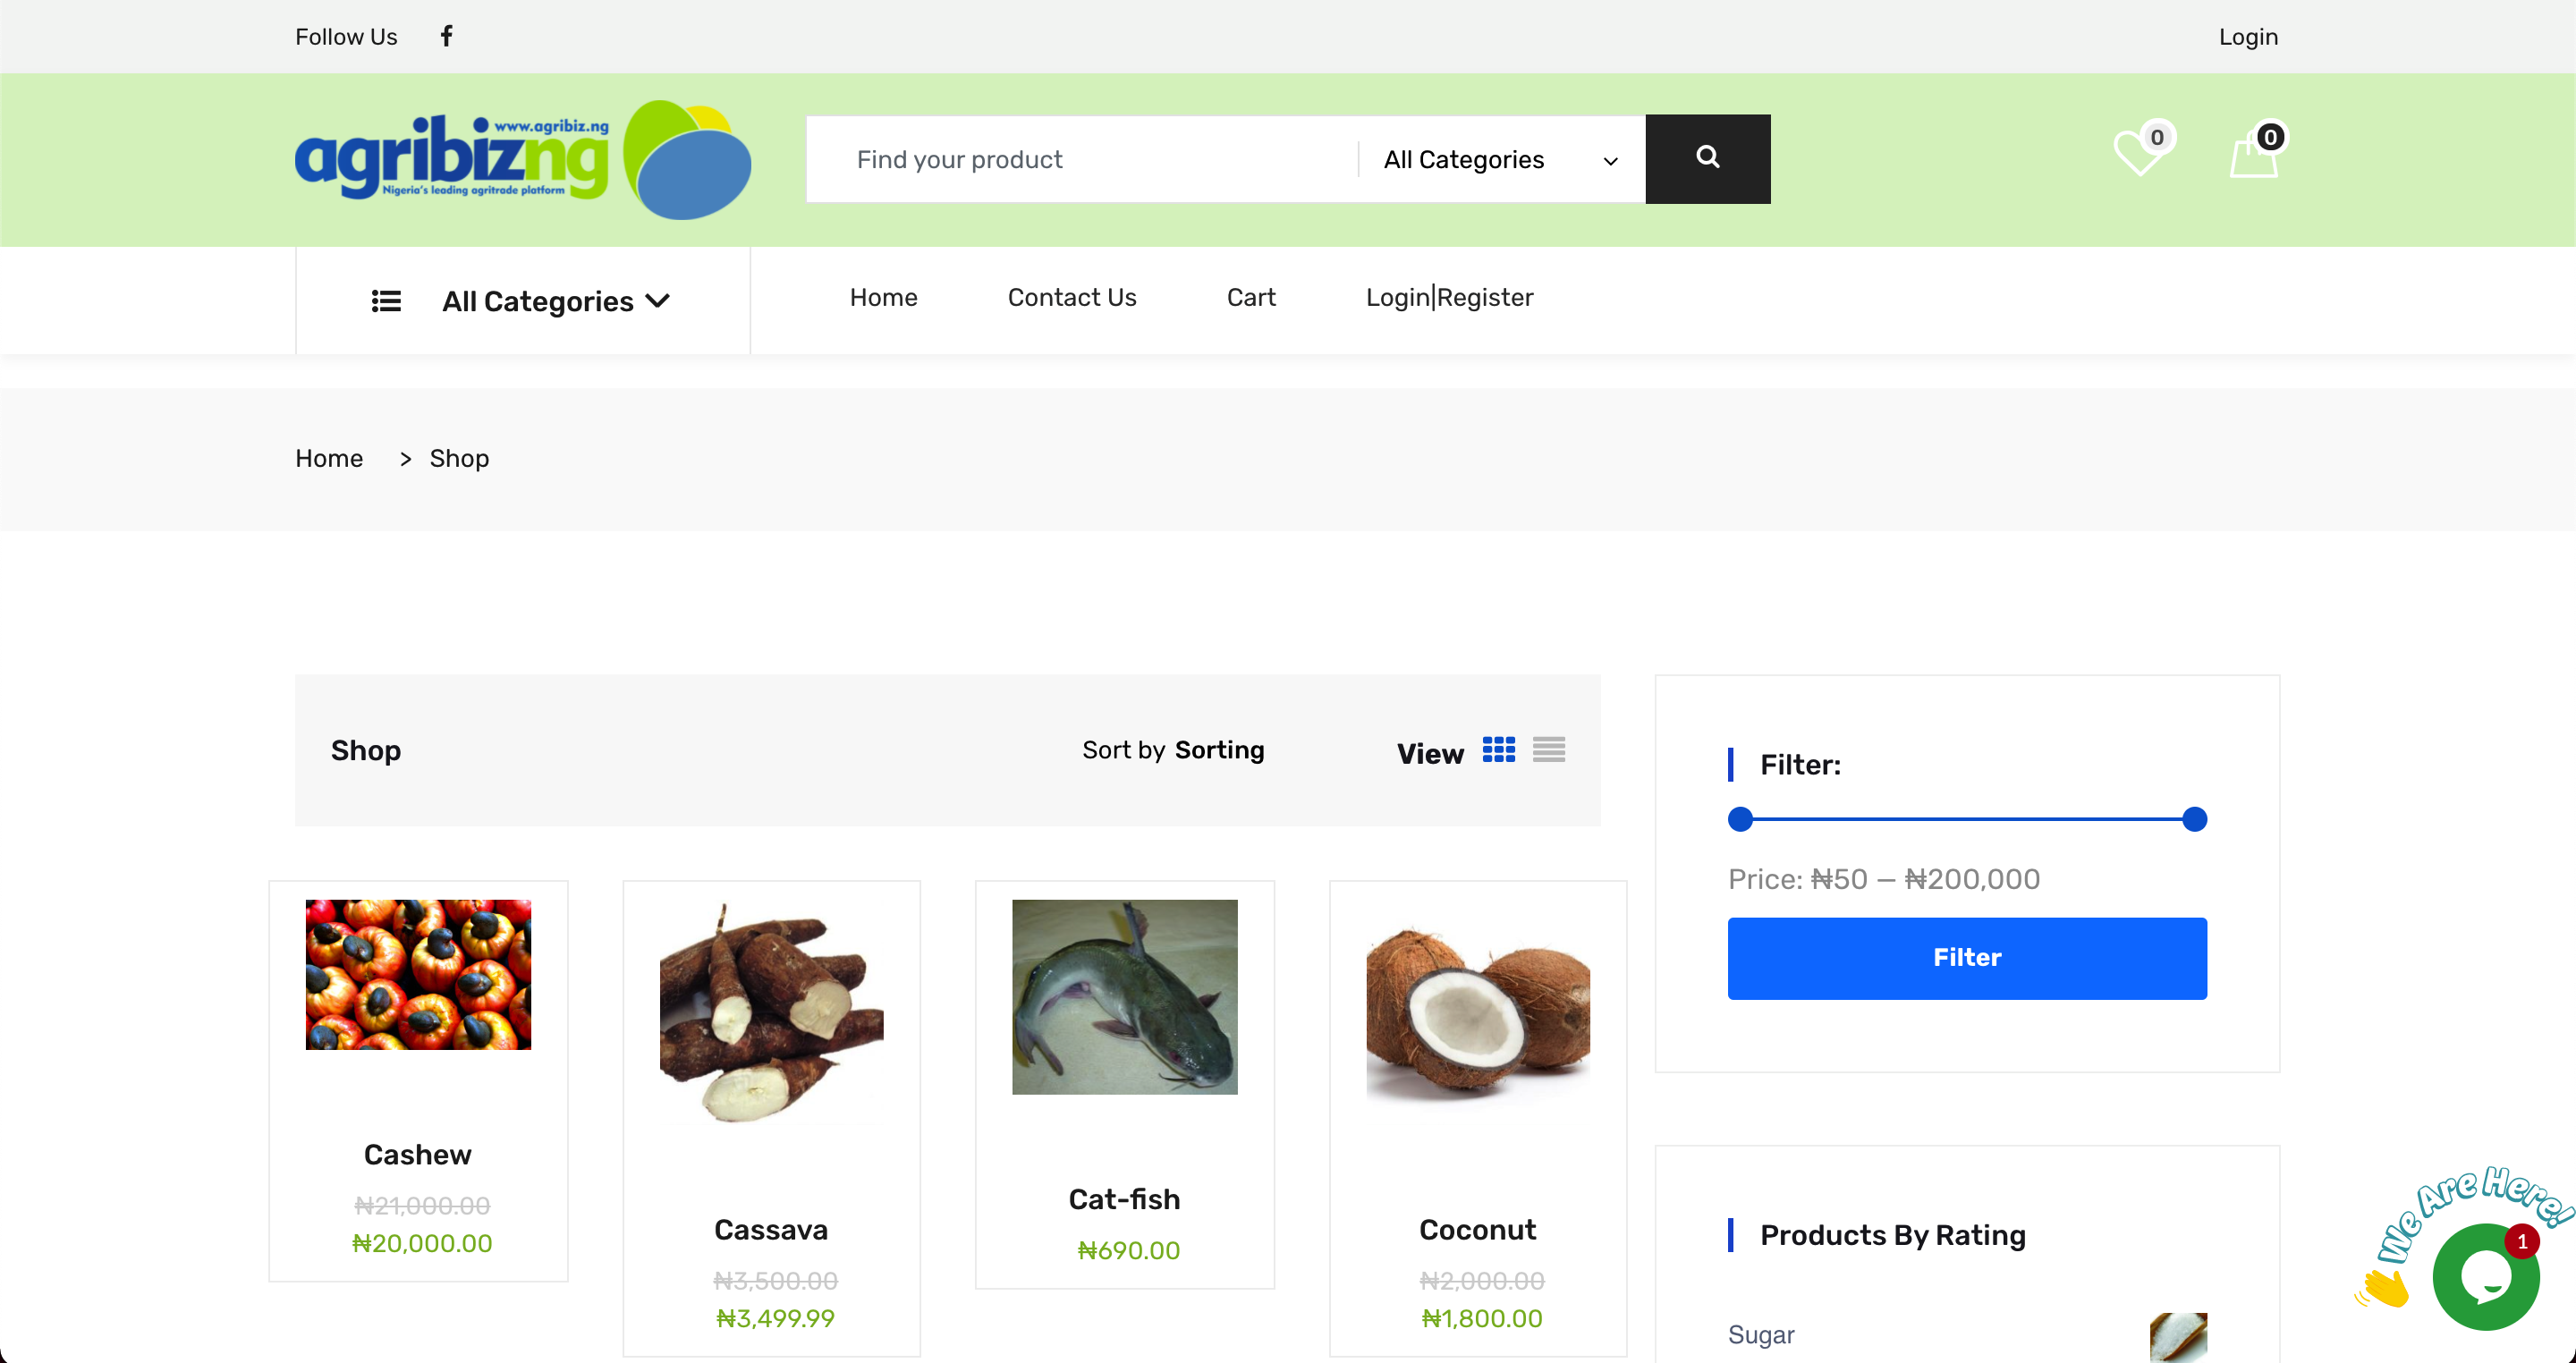 Follow Us
Login
www.agribiz.ng
agribizng
Nigeria's leading agritrade platform
Find your product
All Categories
0
0
All Categories
Home
Contact Us
Cart
Login|Register
Home > Shop
Shop
Sort by Sorting
View
Cashew
₦21,000.00
₦20,000.00
Cassava
₦3,500.00
₦3,499.99
Cat-fish
₦690.00
Coconut
₦2,000.00
₦1,800.00
Filter:
Price: ₦50 — ₦200,000
Filter
Products By Rating
Sugar
We Are Here!
1